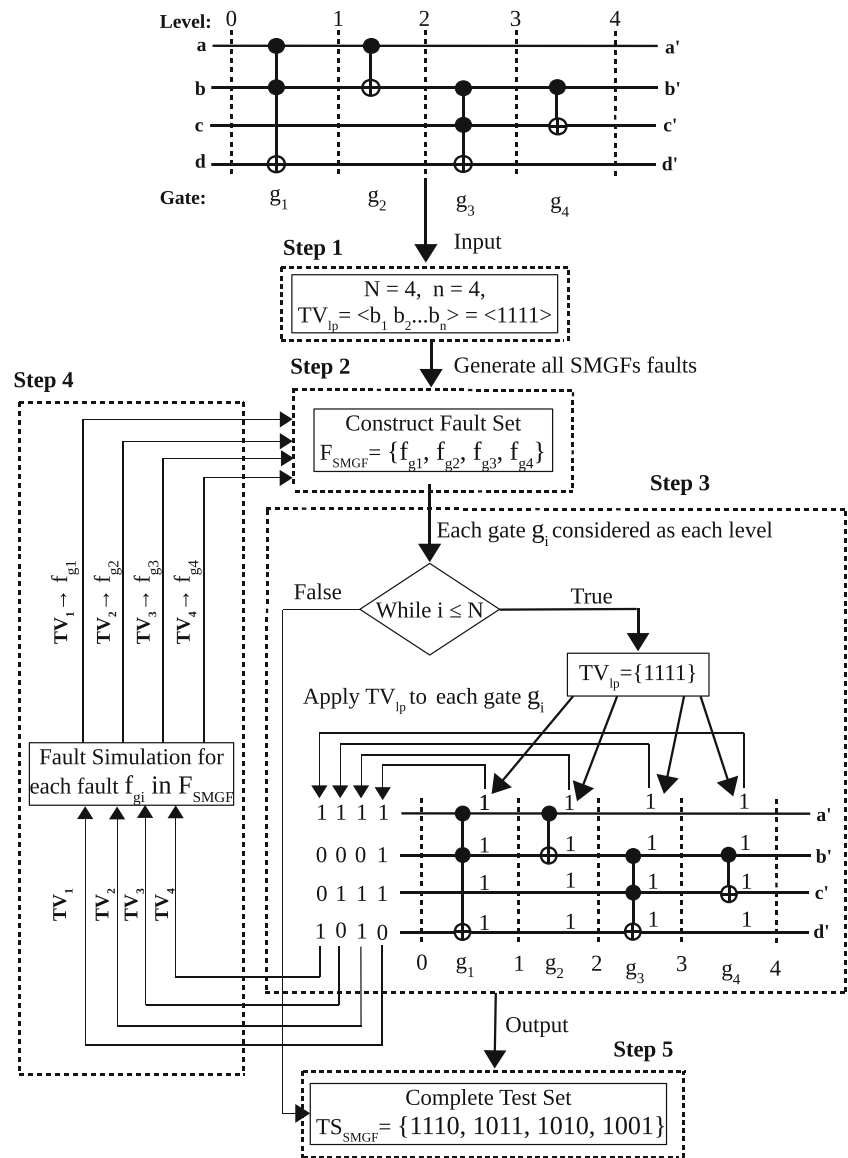 Level: 0 1 2 3 4
a a'
b b'
c c'
d d'
Gate: g1 g2 g3 g4
Step 1
Input
N = 4, n = 4,
TVlp= <b1 b2...bn> = <1111>
Step 2
Generate all SMGFs faults
Construct Fault Set
FSMGF= {fg1, fg2, fg3, fg4}
Step 4
Step 3
Each gate gi considered as each level
False
While i ≤ N
True
TVlp={1111}
Apply TVlp to each gate gi
TV1→ fg1
TV2→ fg2
TV3→ fg3
TV4→ fg4
Fault Simulation for
each fault fgi in FSMGF
TV1
TV2
TV3
TV4
1 1 1 1 1 1 1 1 a'
0 0 0 1 1 1 1 1 b'
0 1 1 1 1 1 1 1 c'
1 0 1 0 1 1 1 1 d'
0 g1 1 g2 2 g3 3 g4 4
Output
Step 5
Complete Test Set
TSSMGF= {1110, 1011, 1010, 1001}